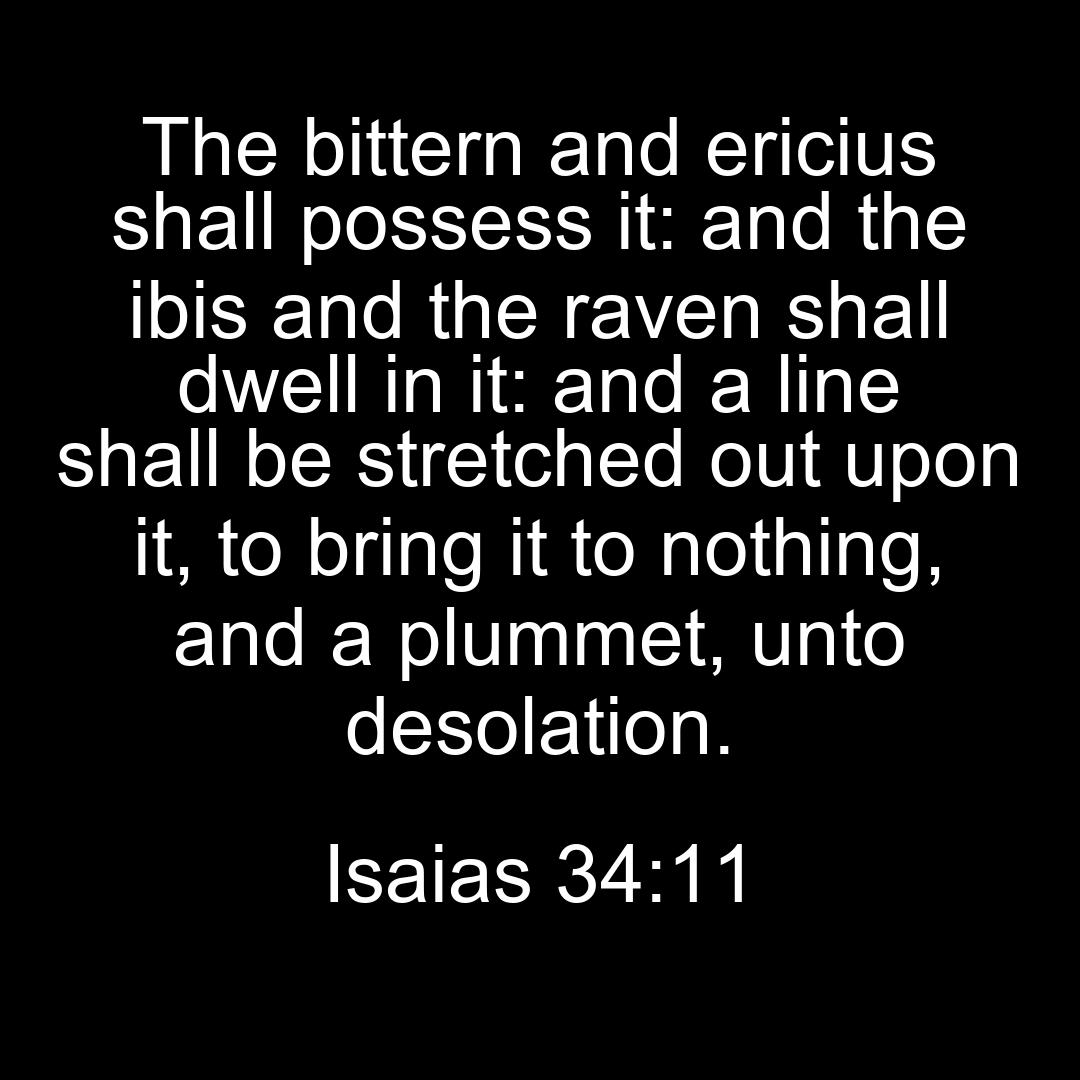 The bittern and ericius
shall possess it: and the
ibis and the raven shall
dwell in it: and a line
shall be stretched out upon
it, to bring it to nothing,
and a plummet, unto
desolation.
Isaias 34:11